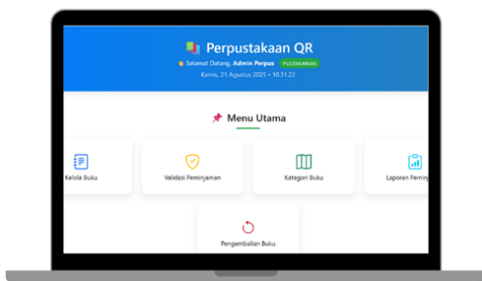 Perpustakaan QR
Selamat Datang, Admin Perpus PUSTAKAWAN
Kamis, 21 Agustus 2025 • 10.31.22
Menu Utama
Kelola Buku
Validasi Peminjaman
Kategori Buku
Laporan Peminj
Pengembalian Buku